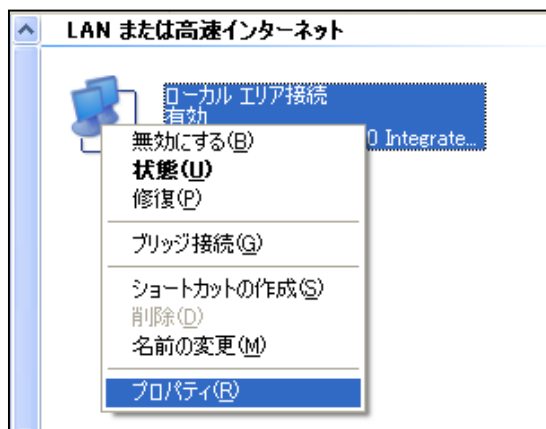 LAN または高速インターネット
ローカル エリア接続
有効
0 Integrate...
無効にする(B)
状態(U)
修復(P)
ブリッジ接続(G)
ショートカットの作成(S)
削除(D)
名前の変更(M)
プロパティ(R)